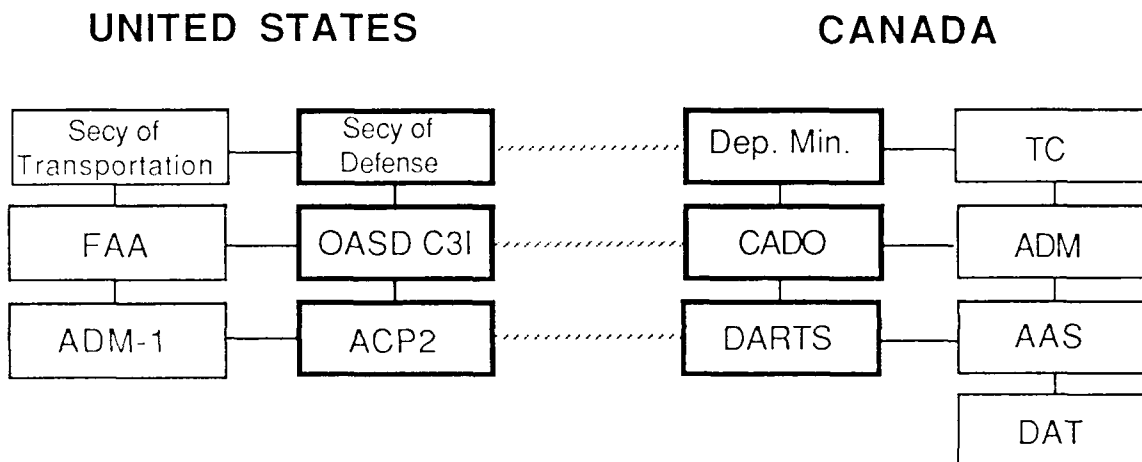 UNITED STATES
CANADA
Secy of
Transportation
Secy of
Defense
Dep. Min.
TC
FAA
OASD C3I
CADO
ADM
ADM-1
ACP2
DARTS
AAS
DAT